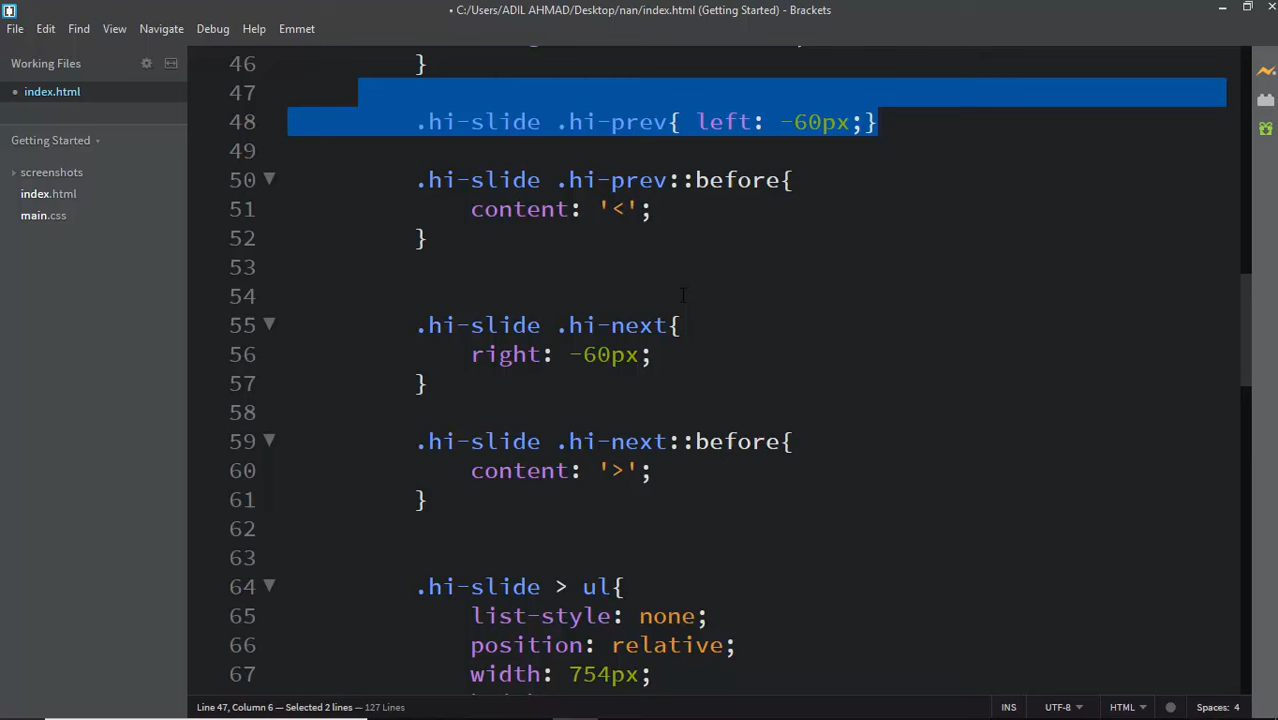 • C:/Users/ADIL AHMAD/Desktop/nan/index.html (Getting Started) - Brackets
File Edit Find View Navigate Debug Help Emmet
Working Files
• index.html
Getting Started
screenshots
index.html
main.css
46 }
47
48 .hi-slide .hi-prev{ left: -60px;}
49
50 .hi-slide .hi-prev::before{
51 content: '<';
52 }
53
54
55 .hi-slide .hi-next{
56 right: -60px;
57 }
58
59 .hi-slide .hi-next::before{
60 content: '>';
61 }
62
63
64 .hi-slide > ul{
65 list-style: none;
66 position: relative;
67 width: 754px;
Line 47, Column 6 — Selected 2 lines — 127 Lines
INS UTF-8 HTML Spaces: 4